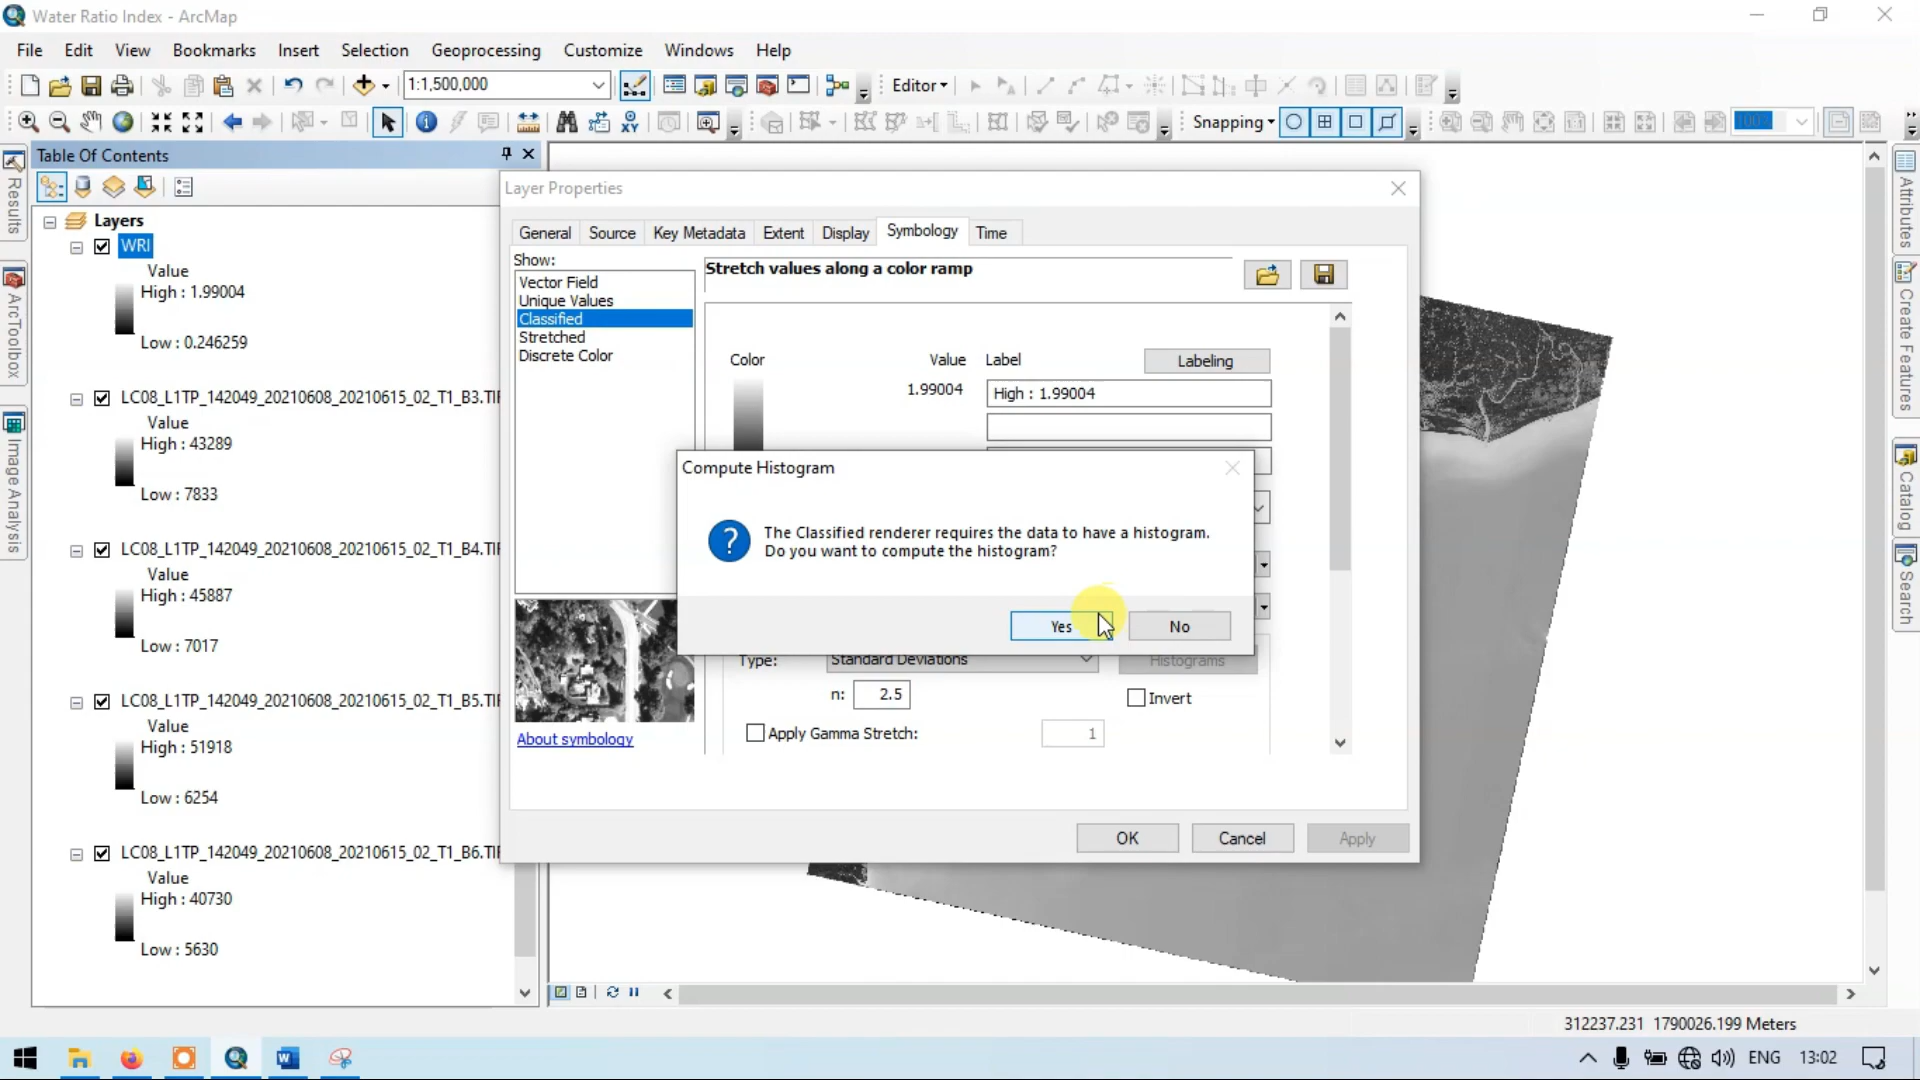 Water Ratio Index - ArcMap
File Edit View Bookmarks Insert Selection Geoprocessing Customize Windows Help
1:1,500,000
Editor
Snapping
100%
Table Of Contents
Results
ArcToolbox
Image Analysis
Layers
WRI
Value
High : 1.99004
Low : 0.246259
LC08_L1TP_142049_20210608_20210615_02_T1_B3.TIF
Value
High : 43289
Low : 7833
LC08_L1TP_142049_20210608_20210615_02_T1_B4.TIF
Value
High : 45887
Low : 7017
LC08_L1TP_142049_20210608_20210615_02_T1_B5.TIF
Value
High : 51918
Low : 6254
LC08_L1TP_142049_20210608_20210615_02_T1_B6.TIF
Value
High : 40730
Low : 5630
Layer Properties
General Source Key Metadata Extent Display Symbology Time
Show:
Vector Field
Unique Values
Classified
Stretched
Discrete Color
About symbology
Stretch values along a color ramp
Color Value Label Labeling
1.99004 High : 1.99004
Compute Histogram
The Classified renderer requires the data to have a histogram.
Do you want to compute the histogram?
Yes No
Type: Standard Deviations Histograms
n: 2.5 Invert
Apply Gamma Stretch: 1
OK Cancel Apply
Attributes
Create Features
Catalog
Search
312237.231 1790026.199 Meters
ENG 13:02